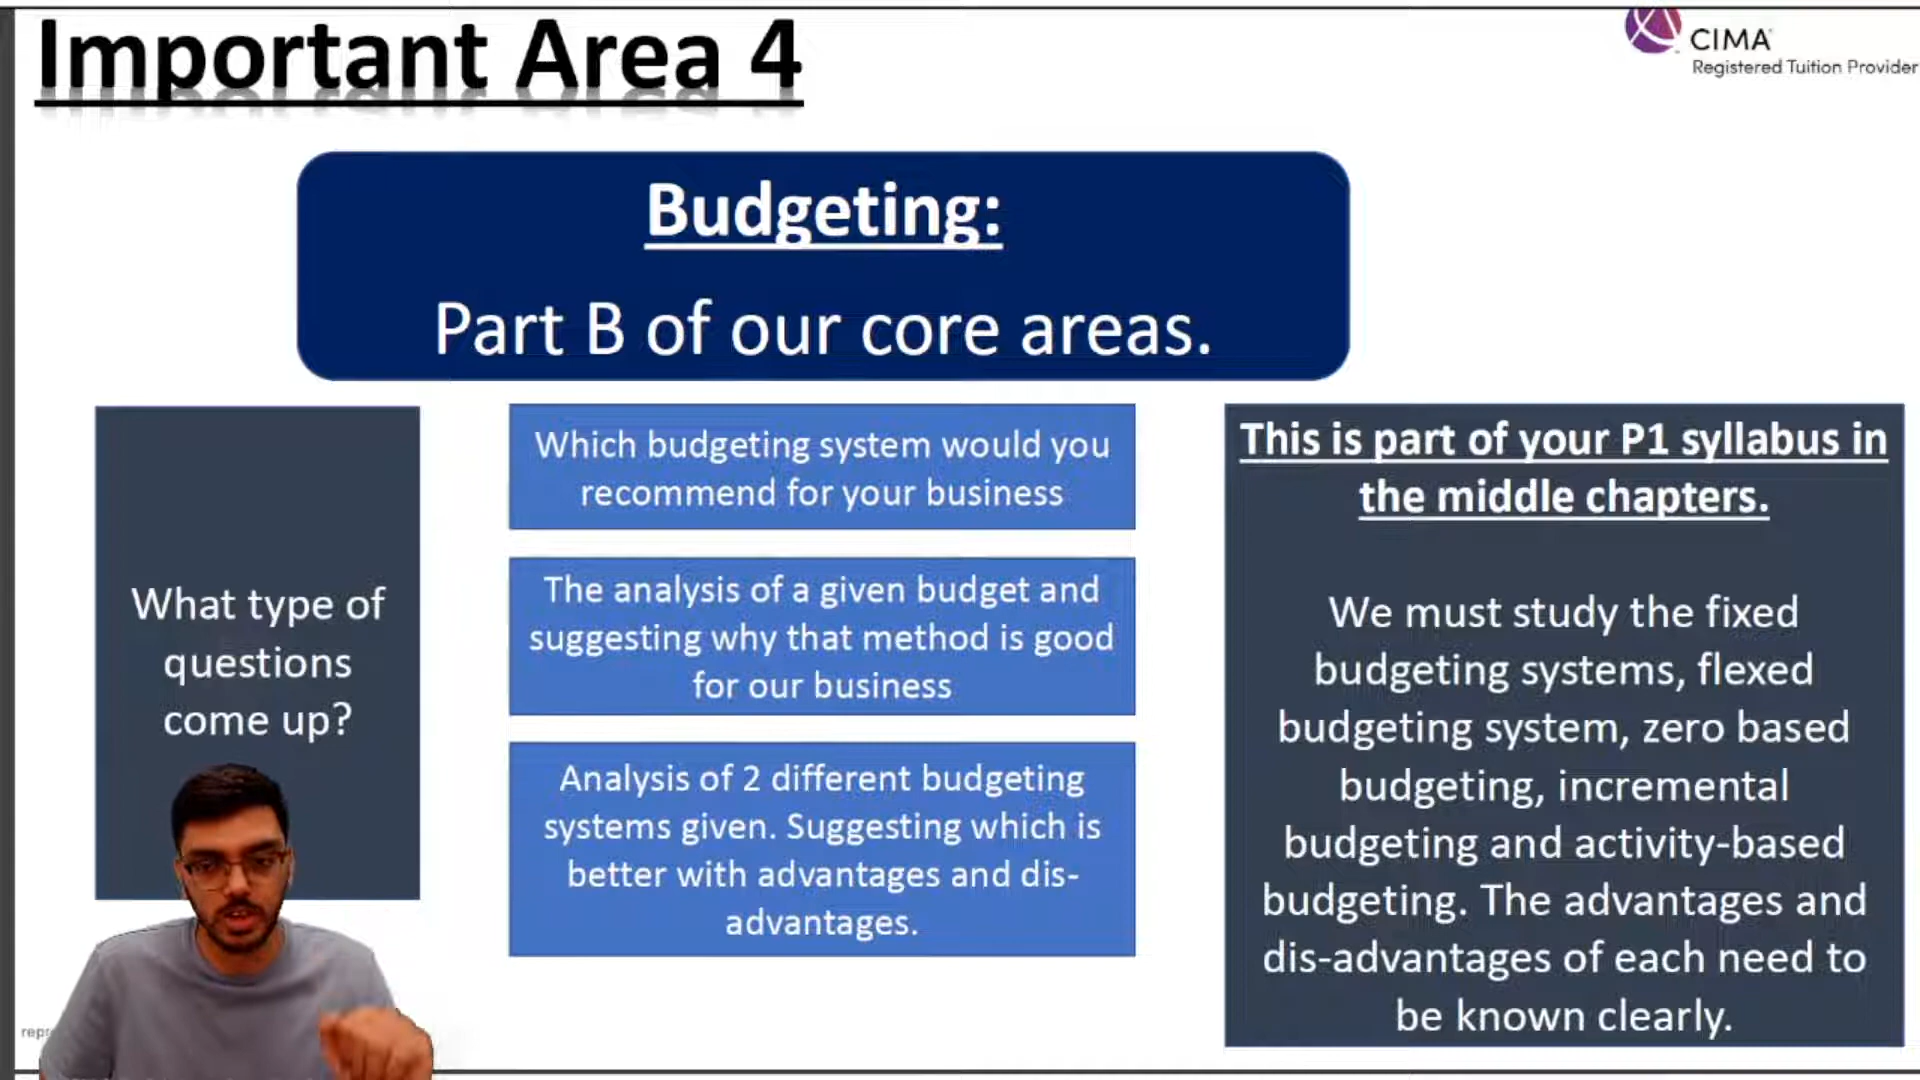 Important Area 4
CIMA
Registered Tuition Provider
Budgeting:
Part B of our core areas.
What type of
questions
come up?
Which budgeting system would you
recommend for your business
The analysis of a given budget and
suggesting why that method is good
for our business
Analysis of 2 different budgeting
systems given. Suggesting which is
better with advantages and dis-
advantages.
This is part of your P1 syllabus in
the middle chapters.
We must study the fixed
budgeting systems, flexed
budgeting system, zero based
budgeting, incremental
budgeting and activity-based
budgeting. The advantages and
dis-advantages of each need to
be known clearly.